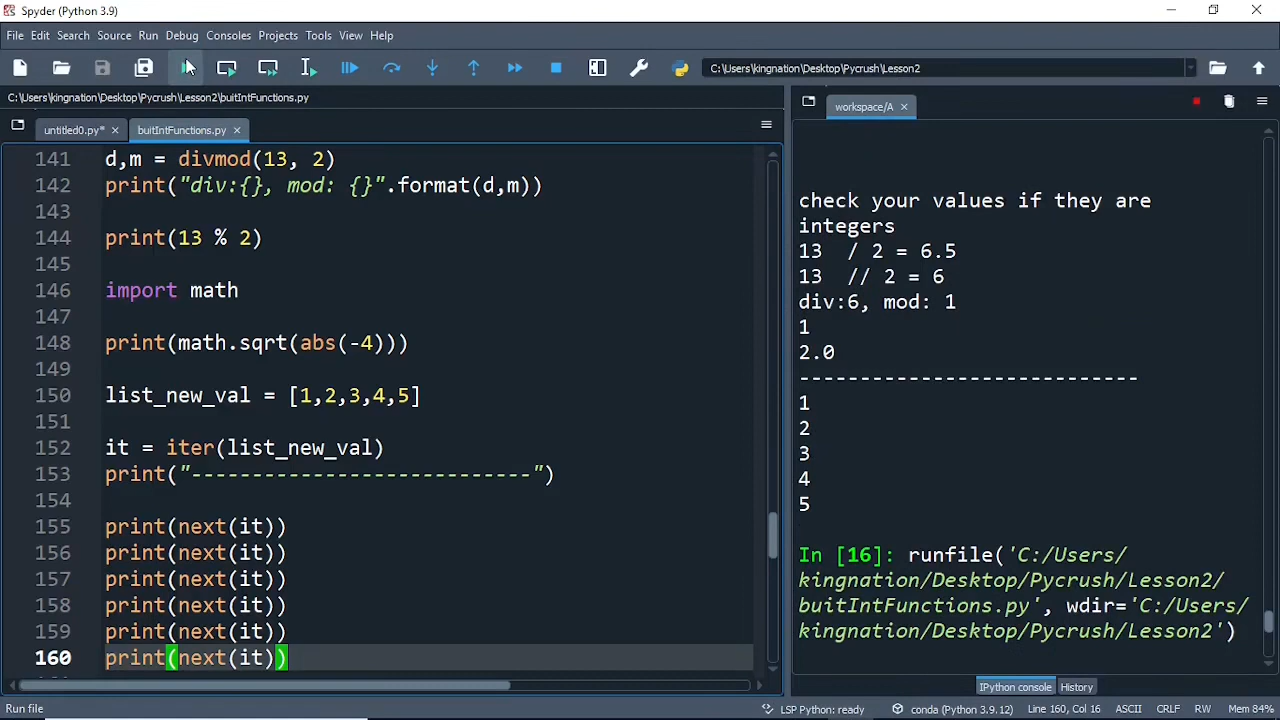 Spyder (Python 3.9)
File Edit Search Source Run Debug Consoles Projects Tools View Help
C:\Users\kingnation\Desktop\Pycrush\Lesson2
C:\Users\kingnation\Desktop\Pycrush\Lesson2\buitIntFunctions.py
untitled0.py*
buitIntFunctions.py
141 d,m = divmod(13, 2)
142 print("div:{}, mod: {}".format(d,m))
143
144 print(13 % 2)
145
146 import math
147
148 print(math.sqrt(abs(-4)))
149
150 list_new_val = [1,2,3,4,5]
151
152 it = iter(list_new_val)
153 print("----------------------------")
154
155 print(next(it))
156 print(next(it))
157 print(next(it))
158 print(next(it))
159 print(next(it))
160 print(next(it))
workspace/A
check your values if they are
integers
13  / 2 = 6.5
13  // 2 = 6
div:6, mod: 1
1
2.0
----------------------------
1
2
3
4
5
In [16]: runfile('C:/Users/
kingnation/Desktop/Pycrush/Lesson2/
buitIntFunctions.py', wdir='C:/Users/
kingnation/Desktop/Pycrush/Lesson2')
IPython console History
Run file
LSP Python: ready
conda (Python 3.9.12)
Line 160, Col 16
ASCII
CRLF
RW
Mem 84%